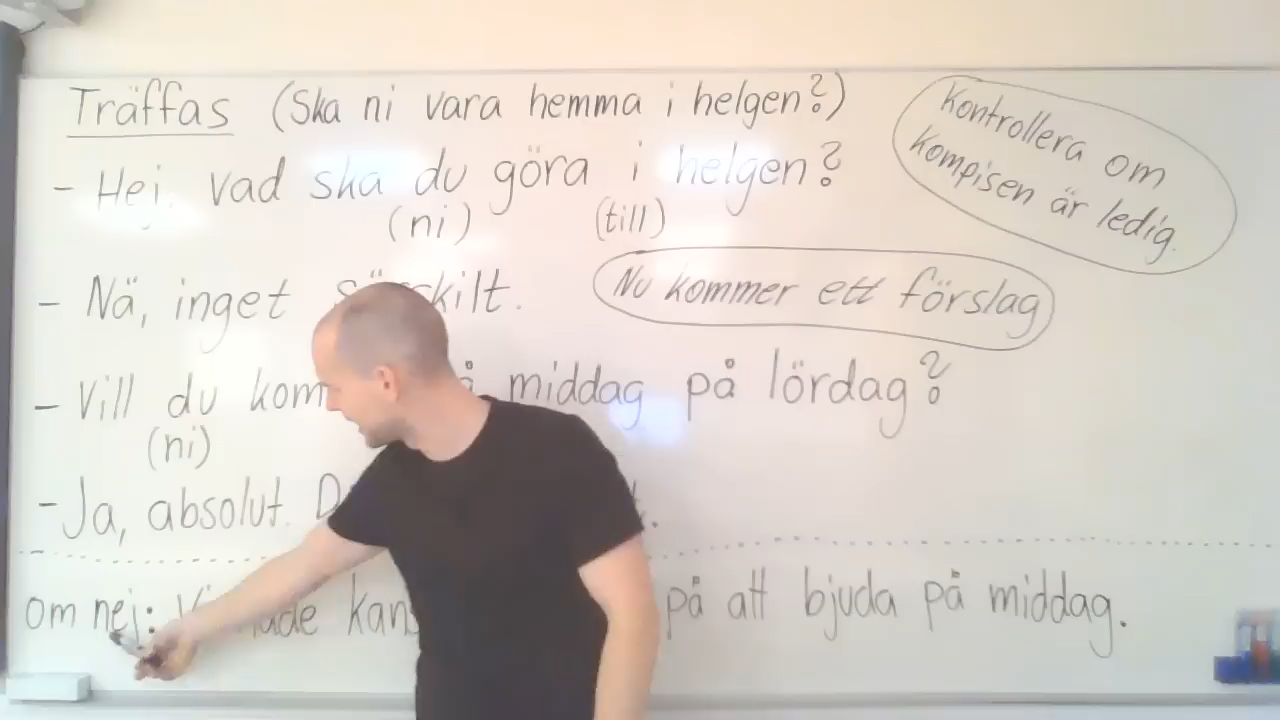 Träffas (Ska ni vara hemma i helgen?)
Kontrollera om
kompisen är ledig.
- Hej. Vad ska du göra i helgen?
(ni) (till)
- Nä, inget särskilt.
Nu kommer ett förslag
- Vill du på middag på lördag?
(ni)
- Ja, absolut.
om nej: på att bjuda på middag.